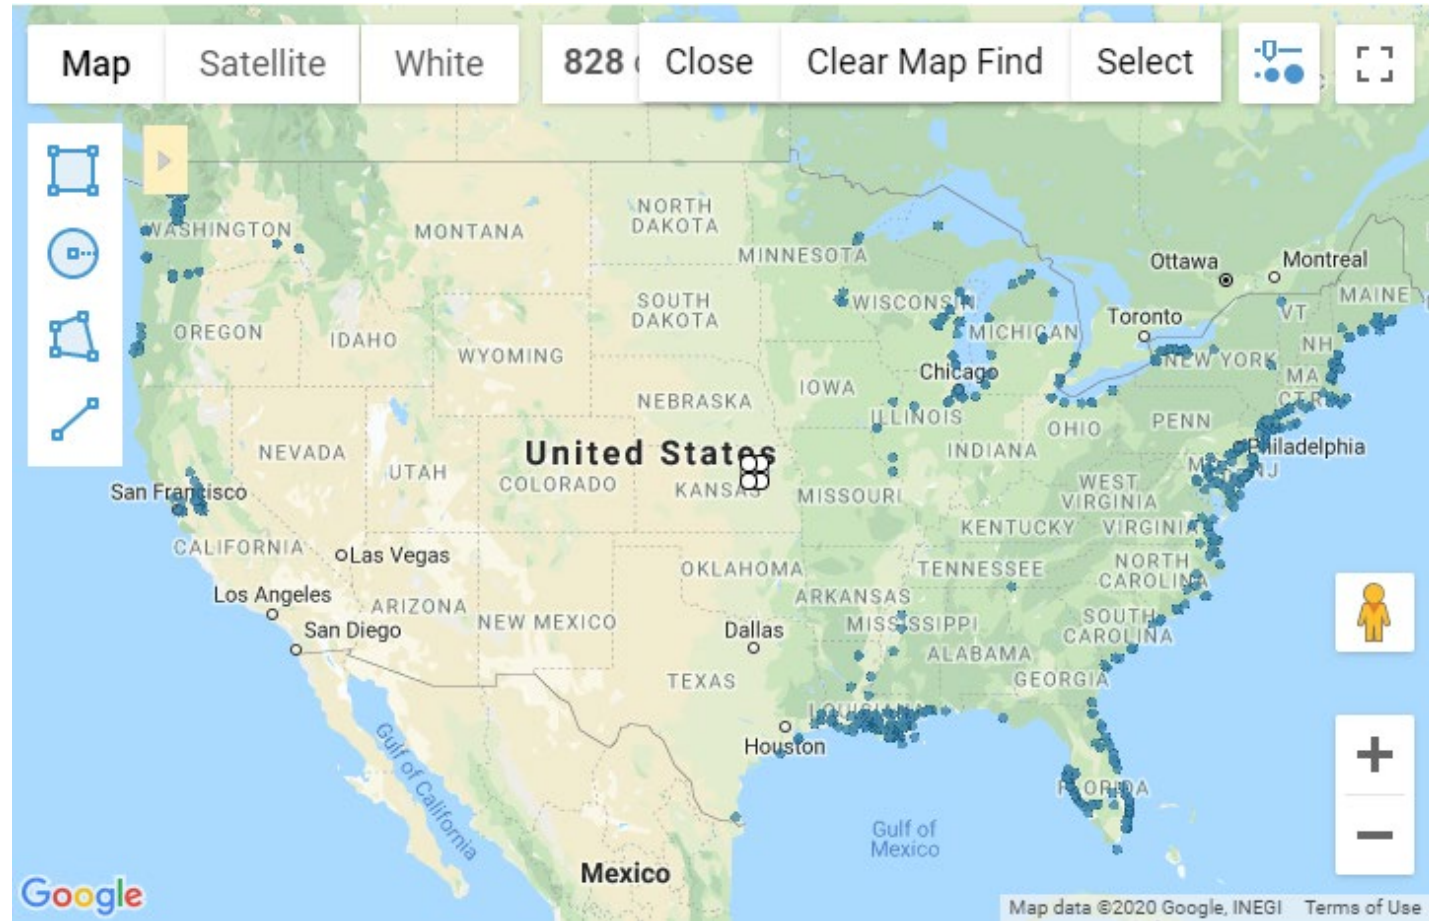 Map
Satellite
White
828
Close
Clear Map Find
Select
WASHINGTON
MONTANA
NORTH
DAKOTA
MINNESOTA
Ottawa
Montreal
MAINE
OREGON
IDAHO
SOUTH
DAKOTA
WISCONSIN
MICHIGAN
Toronto
VT
NH
WYOMING
Chicago
NEW YORK
MA
IOWA
NEBRASKA
ILLINOIS
OHIO
PENN
CT RI
NEVADA
UTAH
United States
COLORADO
KANSAS
MISSOURI
INDIANA
WEST
VIRGINIA
Philadelphia
NJ
San Francisco
CALIFORNIA
Las Vegas
KENTUCKY
VIRGINIA
Los Angeles
ARIZONA
NEW MEXICO
OKLAHOMA
ARKANSAS
TENNESSEE
NORTH
CAROLINA
San Diego
Dallas
MISSISSIPPI
SOUTH
CAROLINA
TEXAS
ALABAMA
GEORGIA
LOUISIANA
Houston
Gulf of California
FLORIDA
Gulf of
Mexico
Mexico
Google
Map data ©2020 Google, INEGI
Terms of Use